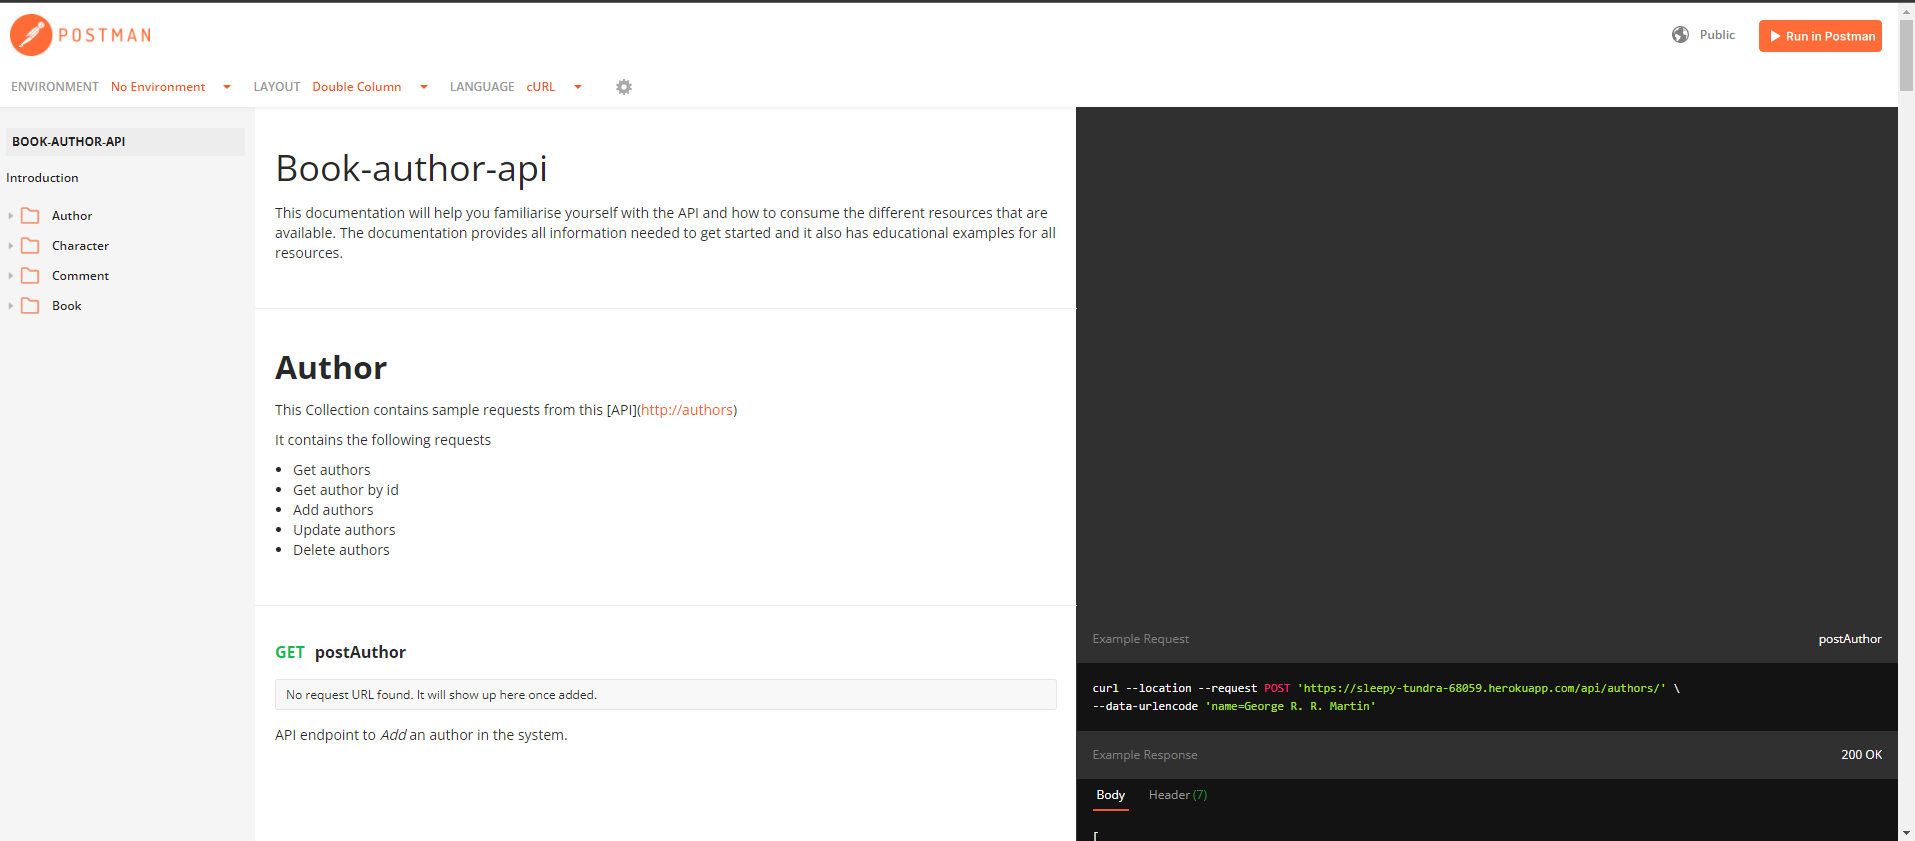 POSTMAN
Public
Run in Postman
ENVIRONMENT No Environment LAYOUT Double Column LANGUAGE cURL
BOOK-AUTHOR-API
Introduction
Author
Character
Comment
Book
Book-author-api
This documentation will help you familiarise yourself with the API and how to consume the different resources that are
available. The documentation provides all information needed to get started and it also has educational examples for all
resources.
Author
This Collection contains sample requests from this [API](http://authors)
It contains the following requests
Get authors
Get author by id
Add authors
Update authors
Delete authors
GET postAuthor
No request URL found. It will show up here once added.
API endpoint to Add an author in the system.
Example Request postAuthor
curl --location --request POST 'https://sleepy-tundra-68059.herokuapp.com/api/authors/' \
--data-urlencode 'name=George R. R. Martin'
Example Response 200 OK
Body Header (7)
[